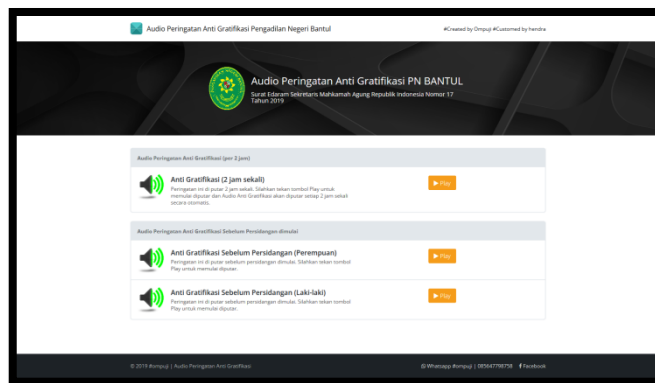 Audio Peringatan Anti Gratifikasi Pengadilan Negeri Bantul
#Created by Ompuji #Customed by hendra
Audio Peringatan Anti Gratifikasi PN BANTUL
Surat Edaram Sekretaris Mahkamah Agung Republik Indonesia Nomor 17
Tahun 2019
Audio Peringatan Anti Gratifikasi (per 2 jam)
Anti Gratifikasi (2 jam sekali)
Peringatan ini di putar 2 jam sekali. Silahkan tekan tombol Play untuk
memulai diputar dan Audio Anti Gratifikasi akan diputar setiap 2 jam sekali
secara otomatis.
Play
Audio Peringatan Anti Gratifikasi Sebelum Persidangan dimulai
Anti Gratifikasi Sebelum Persidangan (Perempuan)
Peringatan ini di putar sebelum persidangan dimulai. Silahkan tekan tombol
Play untuk memulai diputar.
Play
Anti Gratifikasi Sebelum Persidangan (Laki-laki)
Peringatan ini di putar sebelum persidangan dimulai. Silahkan tekan tombol
Play untuk memulai diputar.
Play
© 2019 #ompuji | Audio Peringatan Anti Gratifikasi
Whatsapp #ompuji | 085647798758 Facebook